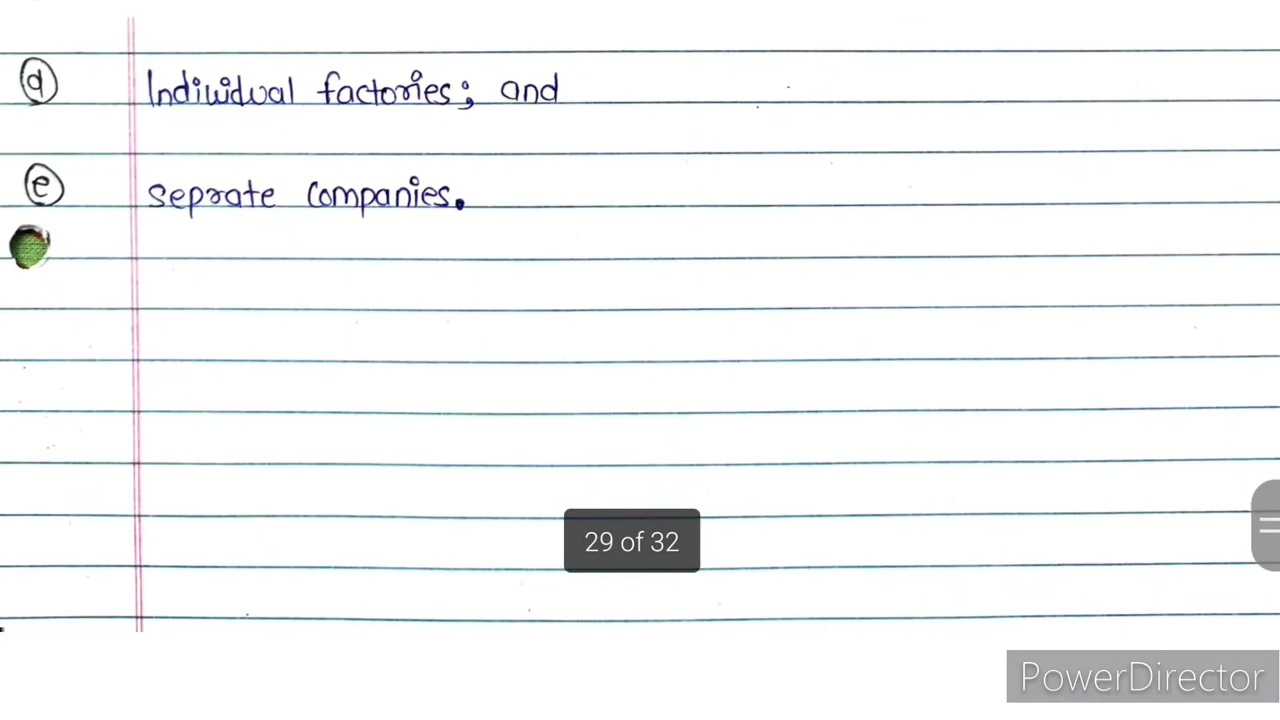 d Individual factories; and
e seprate companies.
29 of 32
PowerDirector